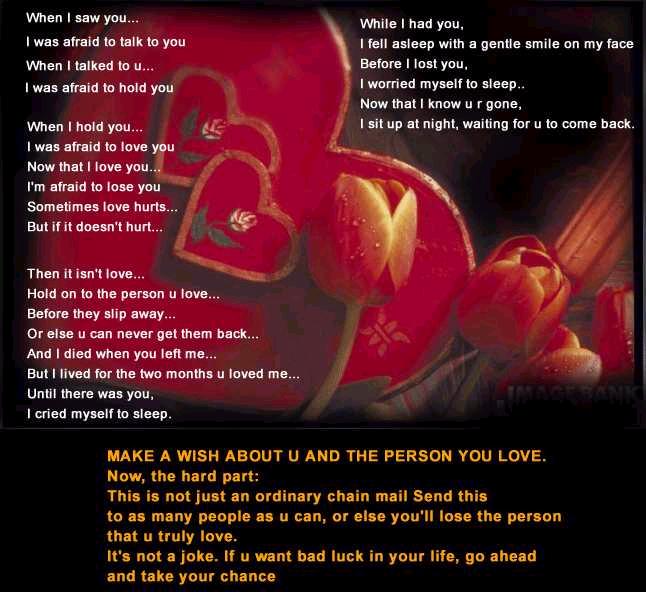 When I saw you...
I was afraid to talk to you
When I talked to u...
I was afraid to hold you
When I hold you...
I was afraid to love you
Now that I love you...
I'm afraid to lose you
Sometimes love hurts...
But if it doesn't hurt...
Then it isn't love...
Hold on to the person u love...
Before they slip away...
Or else u can never get them back...
And I died when you left me...
But I lived for the two months u loved me...
Until there was you,
I cried myself to sleep.
While I had you,
I fell asleep with a gentle smile on my face
Before I lost you,
I worried myself to sleep..
Now that I know u r gone,
I sit up at night, waiting for u to come back.
IMAGEBANK
MAKE A WISH ABOUT U AND THE PERSON YOU LOVE.
Now, the hard part:
This is not just an ordinary chain mail Send this
to as many people as u can, or else you'll lose the person
that u truly love.
It's not a joke. If u want bad luck in your life, go ahead
and take your chance